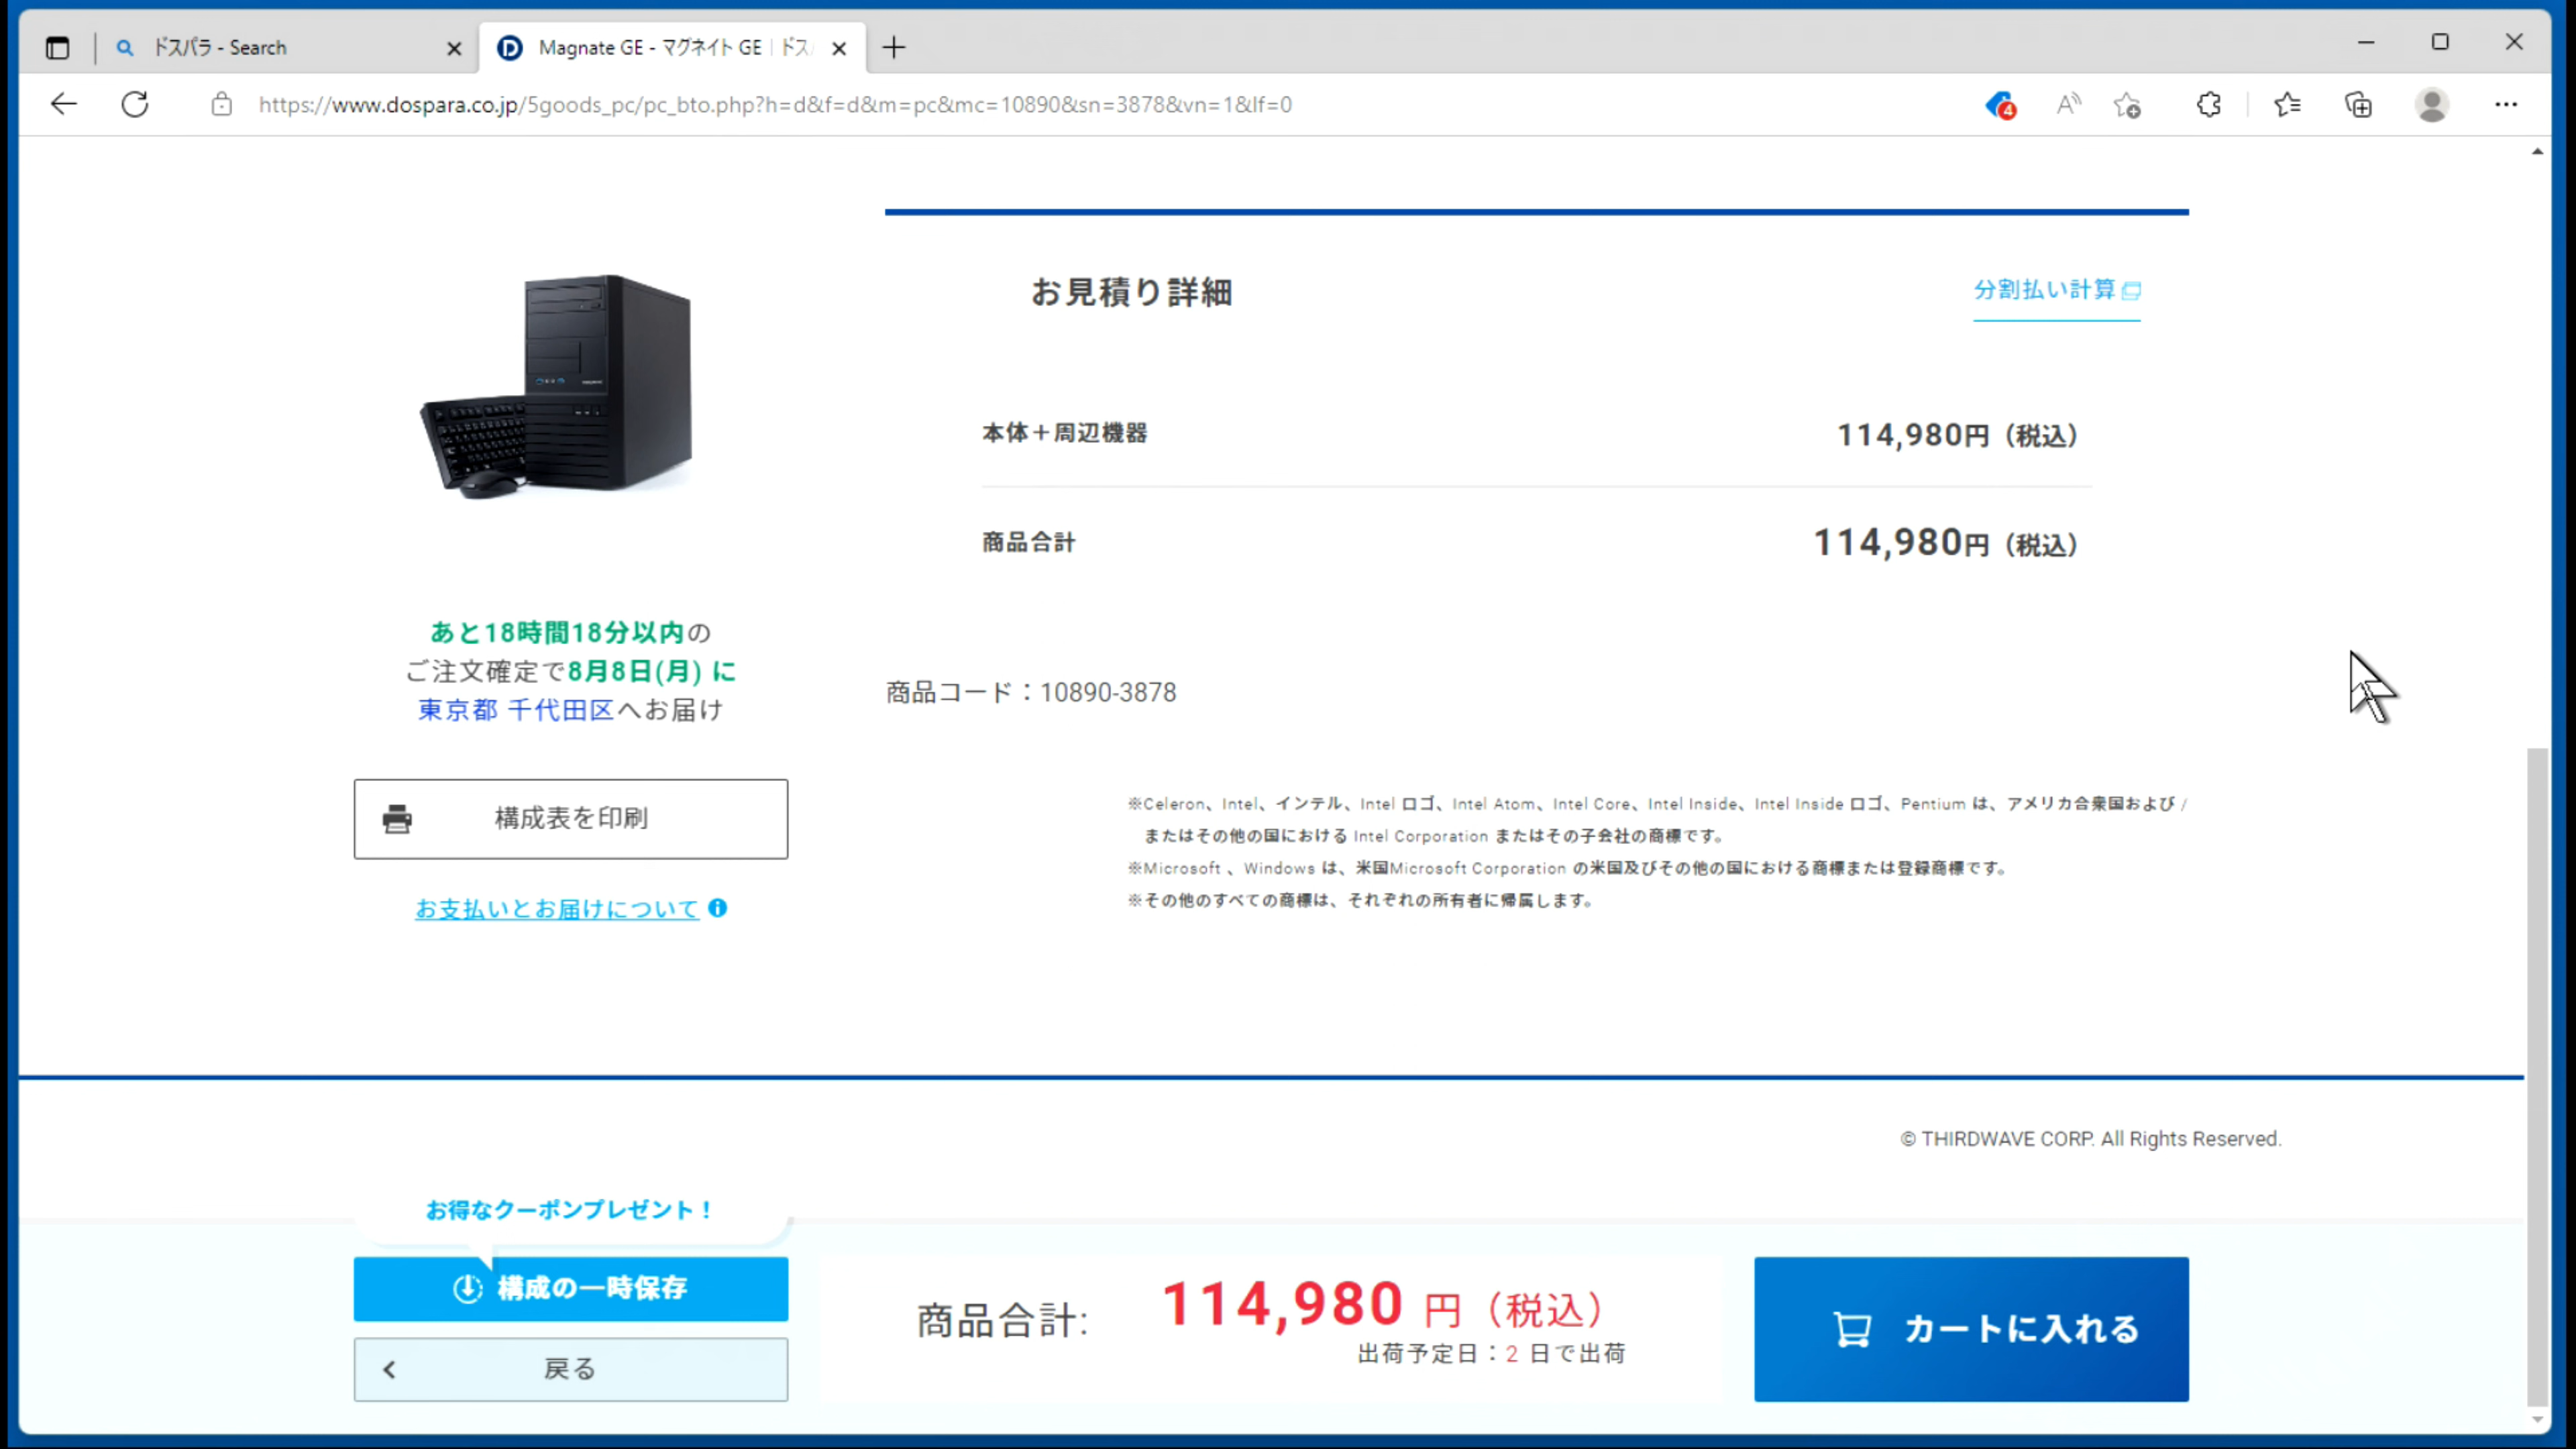 ドスパラ - Search
Magnate GE - マグネイト GE | ドス
https://www.dospara.co.jp/5goods_pc/pc_bto.php?h=d&f=d&m=pc&mc=10890&sn=3878&vn=1&lf=0
4
お見積り詳細
分割払い計算
本体＋周辺機器
114,980円（税込）
商品合計
114,980円（税込）
あと18時間18分以内の
ご注文確定で8月8日(月) に
東京都 千代田区へお届け
商品コード：10890-3878
構成表を印刷
お支払いとお届けについて
※Celeron、Intel、インテル、Intel ロゴ、Intel Atom、Intel Core、Intel Inside、Intel Inside ロゴ、Pentium は、アメリカ合衆国および /
またはその他の国における Intel Corporation またはその子会社の商標です。
※Microsoft 、Windows は、米国Microsoft Corporation の米国及びその他の国における商標または登録商標です。
※その他のすべての商標は、それぞれの所有者に帰属します。
© THIRDWAVE CORP. All Rights Reserved.
お得なクーポンプレゼント！
構成の一時保存
戻る
商品合計:
114,980 円（税込）
出荷予定日：2 日で出荷
カートに入れる